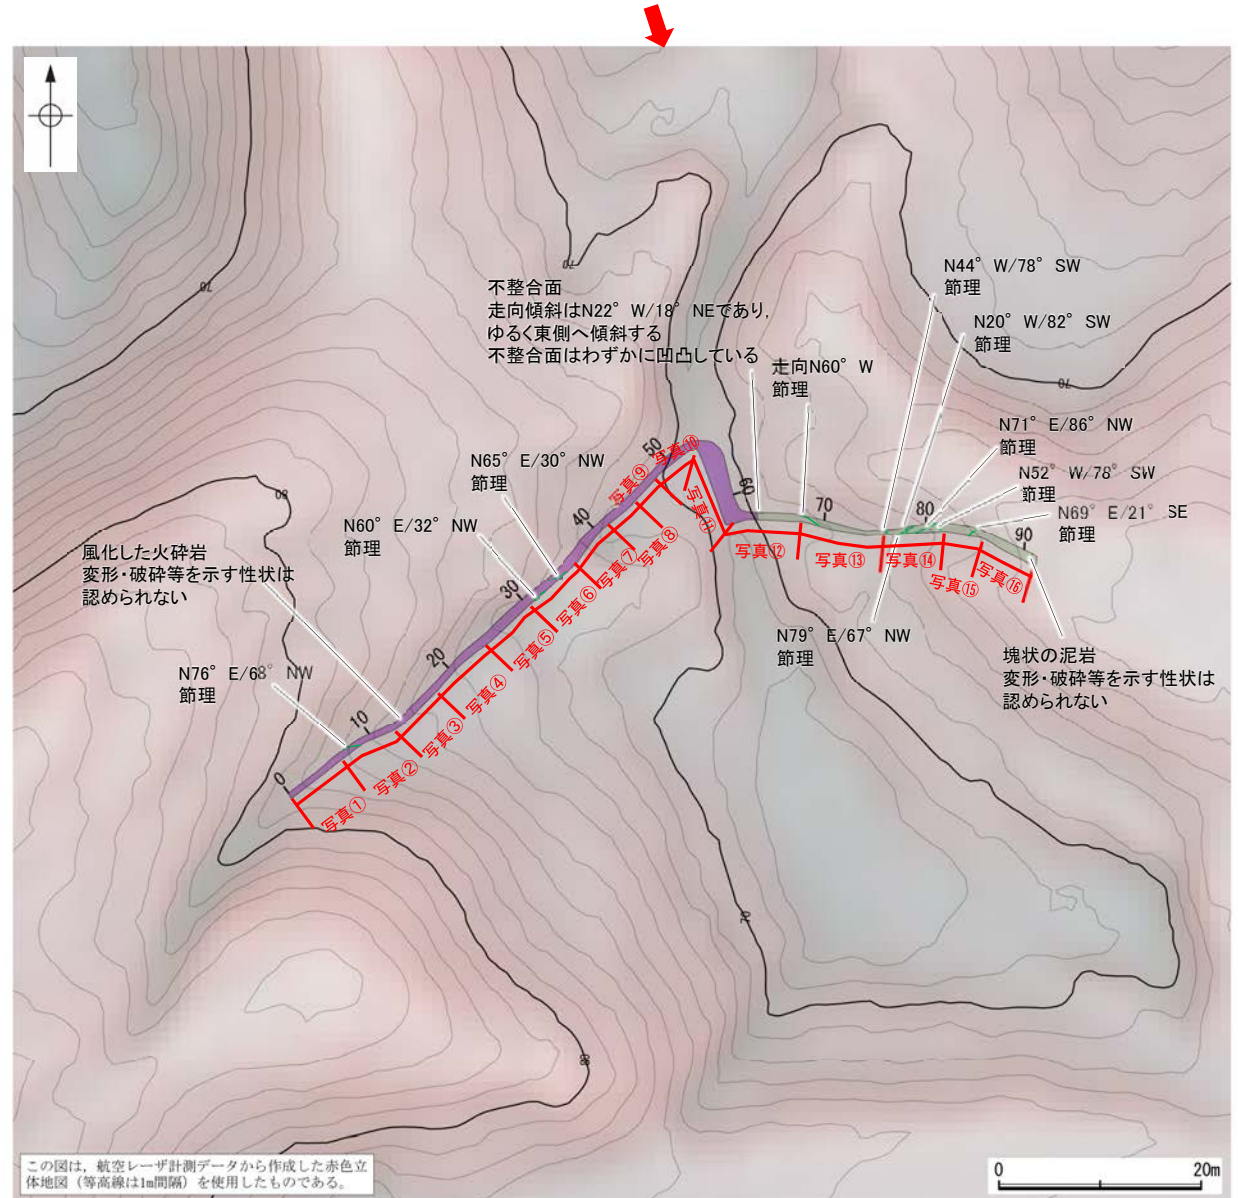 不整合面
走向傾斜はN22°W/18°NEであり,
ゆるく東側へ傾斜する
不整合面はわずかに凹凸している
走向N60°W
節理
N44°W/78°SW
節理
N20°W/82°SW
節理
N71°E/86°NW
節理
N52°W/78°SW
節理
N69°E/21°SE
節理
N65°E/30°NW
節理
N60°E/32°NW
節理
風化した火砕岩
変形・破砕等を示す性状は
認められない
N76°E/68°NW
節理
N79°E/67°NW
節理
塊状の泥岩
変形・破砕等を示す性状は
認められない
0
10
20
30
40
50
60
70
80
90
写真①
写真②
写真③
写真④
写真⑤
写真⑥
写真⑦
写真⑧
写真⑨
写真⑩
写真⑪
写真⑫
写真⑬
写真⑭
写真⑮
写真⑯
70
70
70
80
70
80
この図は，航空レーザ計測データから作成した赤色立
体地図（等高線は1m間隔）を使用したものである。
0 20m